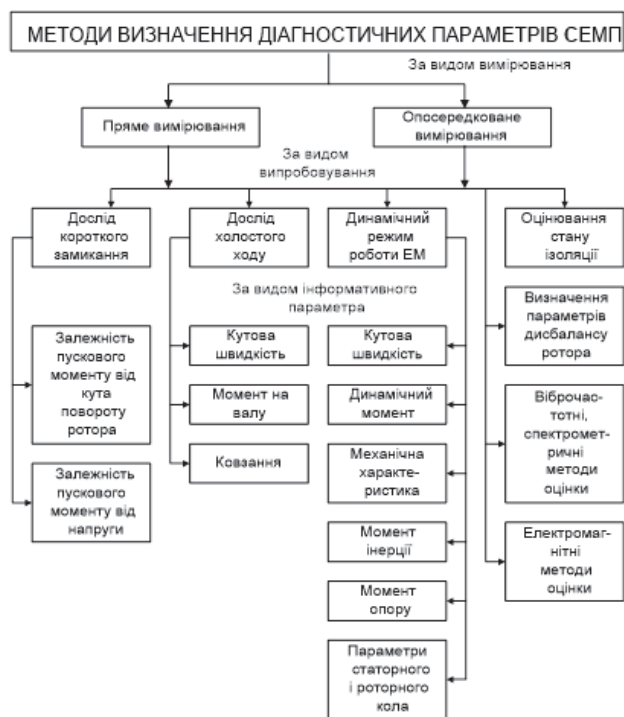 МЕТОДИ ВИЗНАЧЕННЯ ДІАГНОСТИЧНИХ ПАРАМЕТРІВ СЕМП
За видом вимірювання
Пряме вимірювання
Опосередковане
вимірювання
За видом
випробовування
Дослід
короткого
замикання
Дослід
холостого
ходу
Динамічний
режим
роботи ЕМ
Оцінювання
стану
ізоляції
За видом інформативного
параметра
Залежність
пускового
моменту від
кута
повороту
ротора
Залежність
пускового
моменту від
напруги
Кутова
швидкість
Момент на
валу
Ковзання
Кутова
швидкість
Динамічний
момент
Механічна
характе-
ристика
Момент
інерції
Момент
опору
Параметри
статорного
і роторного
кола
Визначення
параметрів
дисбалансу
ротора
Віброчас-
тотні,
спектромет-
ричні
методи
оцінки
Електромаг-
нітні
методи
оцінки